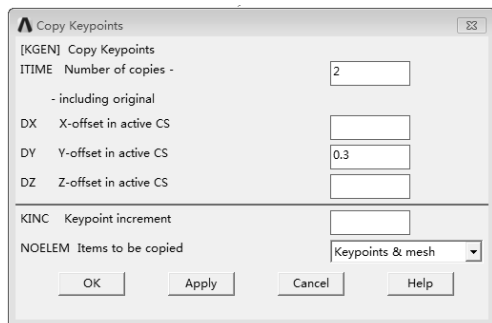 Copy Keypoints
[KGEN] Copy Keypoints
ITIME Number of copies - 2
- including original
DX X-offset in active CS
DY Y-offset in active CS 0.3
DZ Z-offset in active CS
KINC Keypoint increment
NOELEM Items to be copied Keypoints & mesh
OK Apply Cancel Help